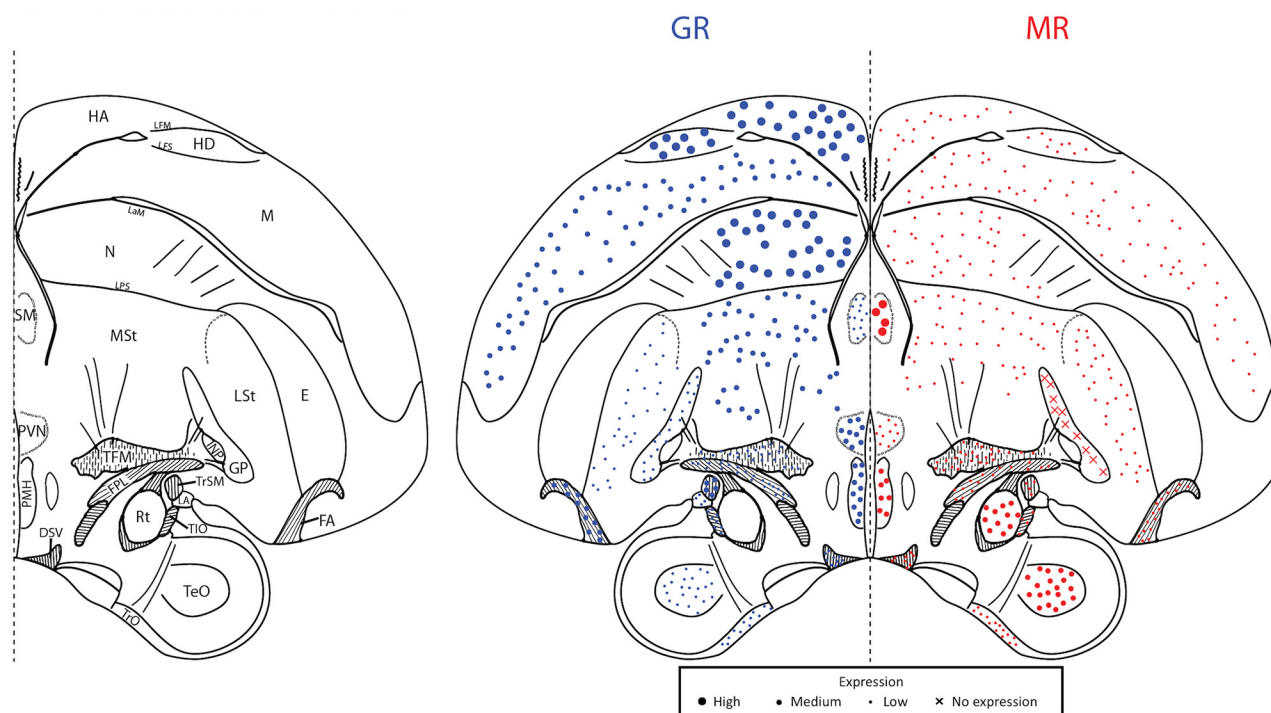 GR MR
HA
LFM
HD
LFS
M
LaM
N
LPS
SM
MSt
LSt
E
PVN
TFM
NP
GP
FPL
TrSM
PMH
LA
Rt
TIO
FA
DSV
TeO
TrO
Expression
High Medium Low No expression